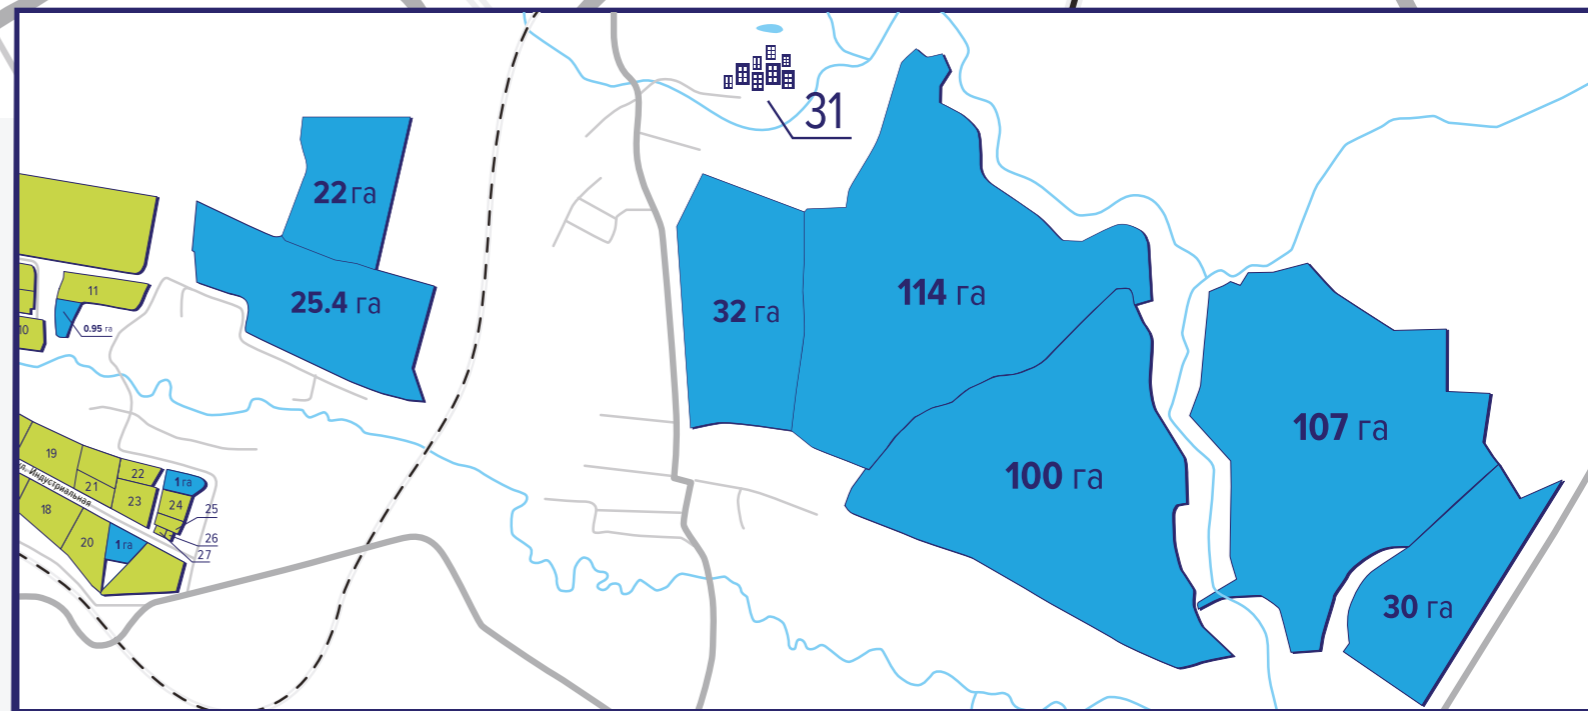 31
22 га
25.4 га
11
10
0.95 га
32 га
114 га
100 га
107 га
30 га
19
21
22
23
1 га
24
25
26
27
ул. Индустриальная
18
20
1 га